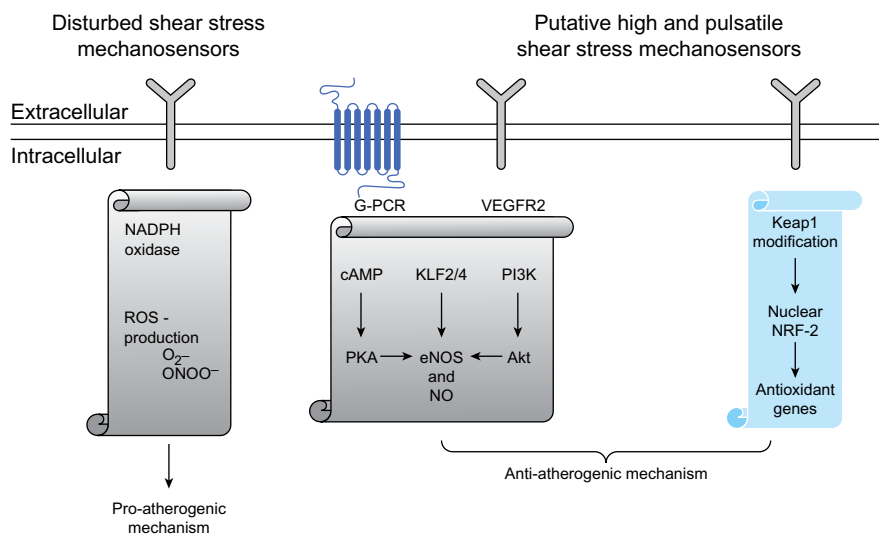 Disturbed shear stress
mechanosensors
Putative high and pulsatile
shear stress mechanosensors
Extracellular
Intracellular
G-PCR
VEGFR2
NADPH
oxidase
ROS -
production
O₂–
ONOO⁻
cAMP
KLF2/4
PI3K
PKA
eNOS
and
NO
Akt
Keap1
modification
Nuclear
NRF-2
Antioxidant
genes
Anti-atherogenic mechanism
Pro-atherogenic
mechanism